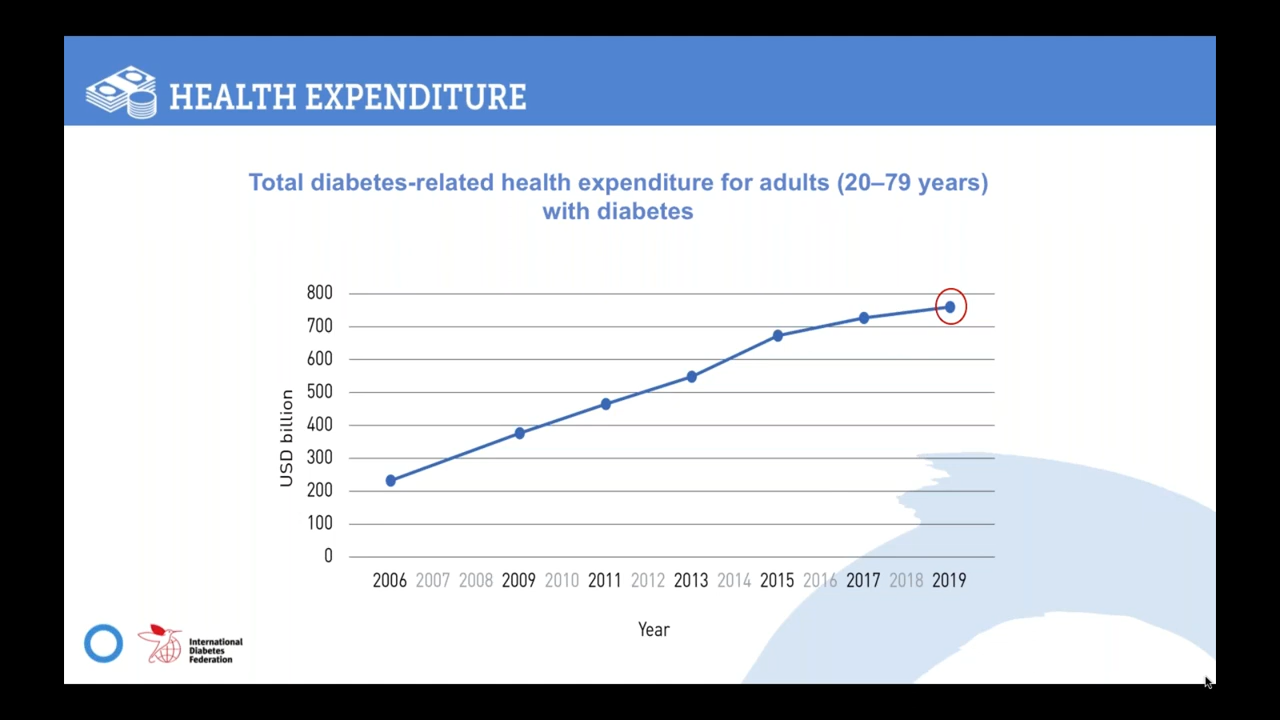 HEALTH EXPENDITURE
Total diabetes-related health expenditure for adults (20–79 years)
with diabetes
800
700
600
500
400
300
200
100
0
USD billion
2006 2007 2008 2009 2010 2011 2012 2013 2014 2015 2016 2017 2018 2019
Year
International
Diabetes
Federation